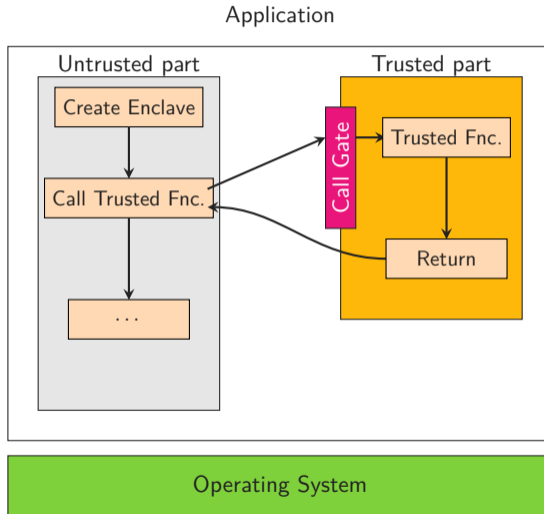 Application
Untrusted part
Trusted part
Create Enclave
Call Trusted Fnc.
...
Call Gate
Trusted Fnc.
Return
Operating System